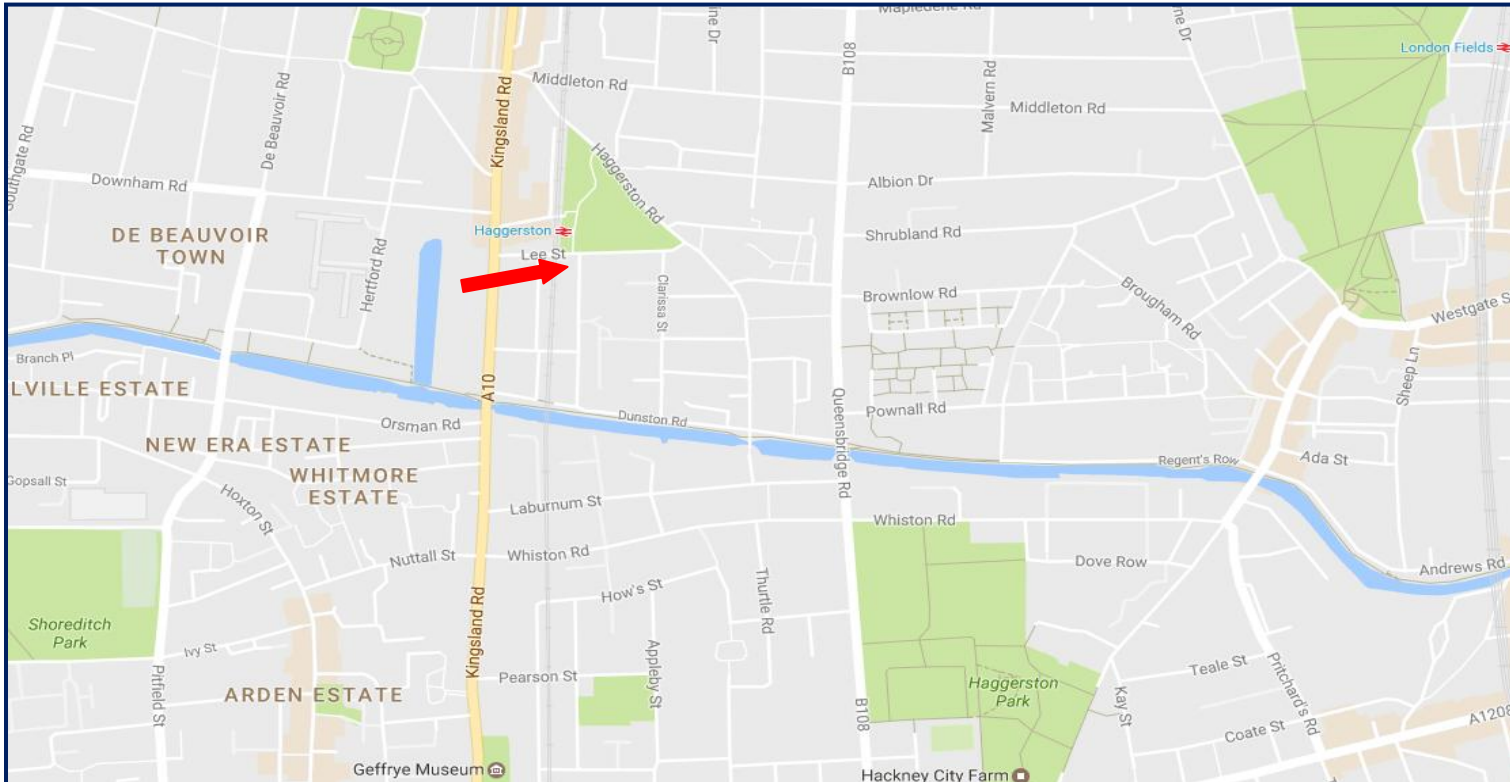 Mapledene Rd
B108
London Fields
De Beauvoir Rd
Kingsland Rd
Middleton Rd
Malvern Rd
Middleton Rd
Southgate Rd
Downham Rd
Haggerston Rd
Albion Dr
DE BEAUVOIR
TOWN
Hertford Rd
Haggerston
Lee St
Shrubland Rd
Clarissa St
Brownlow Rd
Brougham Rd
Westgate S
Branch Pl
LVILLE ESTATE
A10
Orsman Rd
Dunston Rd
Queensbridge Rd
Pownall Rd
Sheep Ln
NEW ERA ESTATE
WHITMORE
ESTATE
Regent's Row
Ada St
Gopsall St
Hoxton St
Laburnum St
Whiston Rd
Nuttall St
Whiston Rd
Dove Row
Andrews Rd
How's St
Thurtle Rd
Shoreditch
Park
Ivy St
Kingsland Rd
Pitfield St
Appleby St
Pearson St
ARDEN ESTATE
Haggerston
Park
Teale St
Kay St
Pritchard's Rd
B108
Coate St
A1208
Geffrye Museum
Hackney City Farm
ine Dr
ne Dr